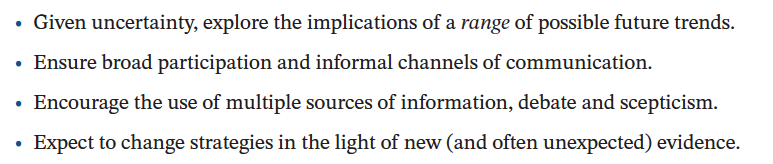 • Given uncertainty, explore the implications of a range of possible future trends.
• Ensure broad participation and informal channels of communication.
• Encourage the use of multiple sources of information, debate and scepticism.
• Expect to change strategies in the light of new (and often unexpected) evidence.